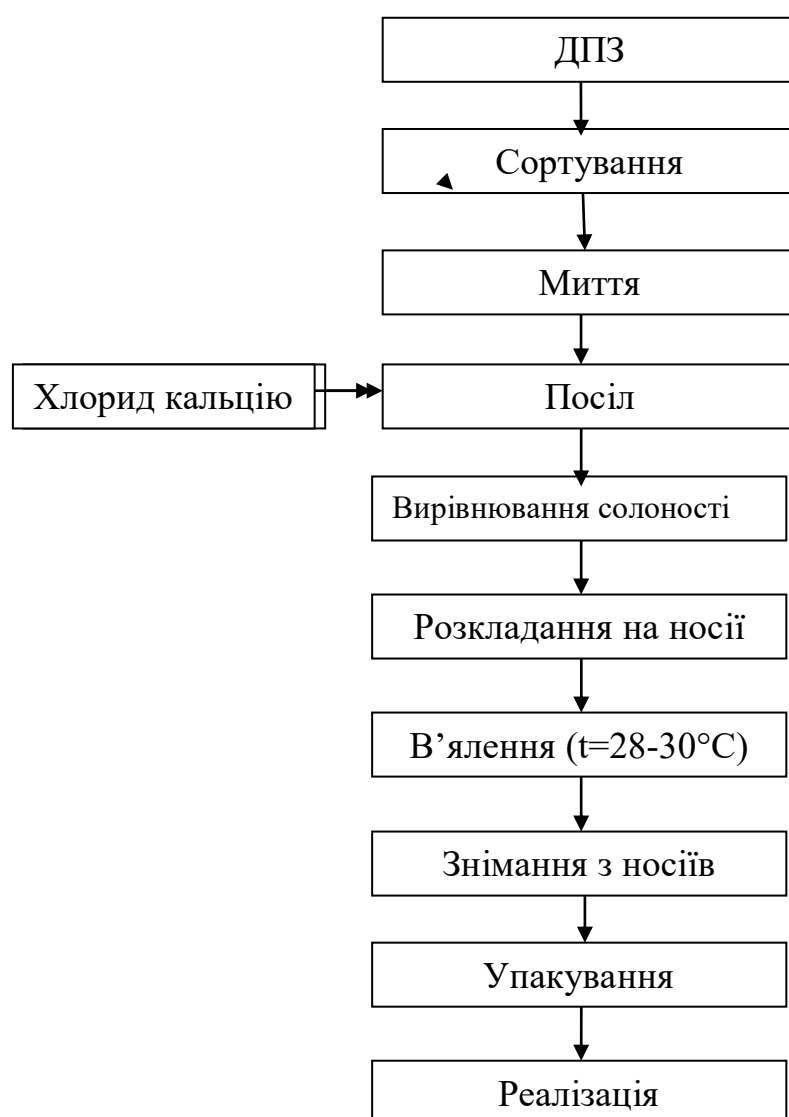 ДПЗ
Сортування
Миття
Хлорид кальцію
Посіл
Вирівнювання солоності
Розкладання на носії
В’ялення (t=28-30°C)
Знімання з носіїв
Упакування
Реалізація